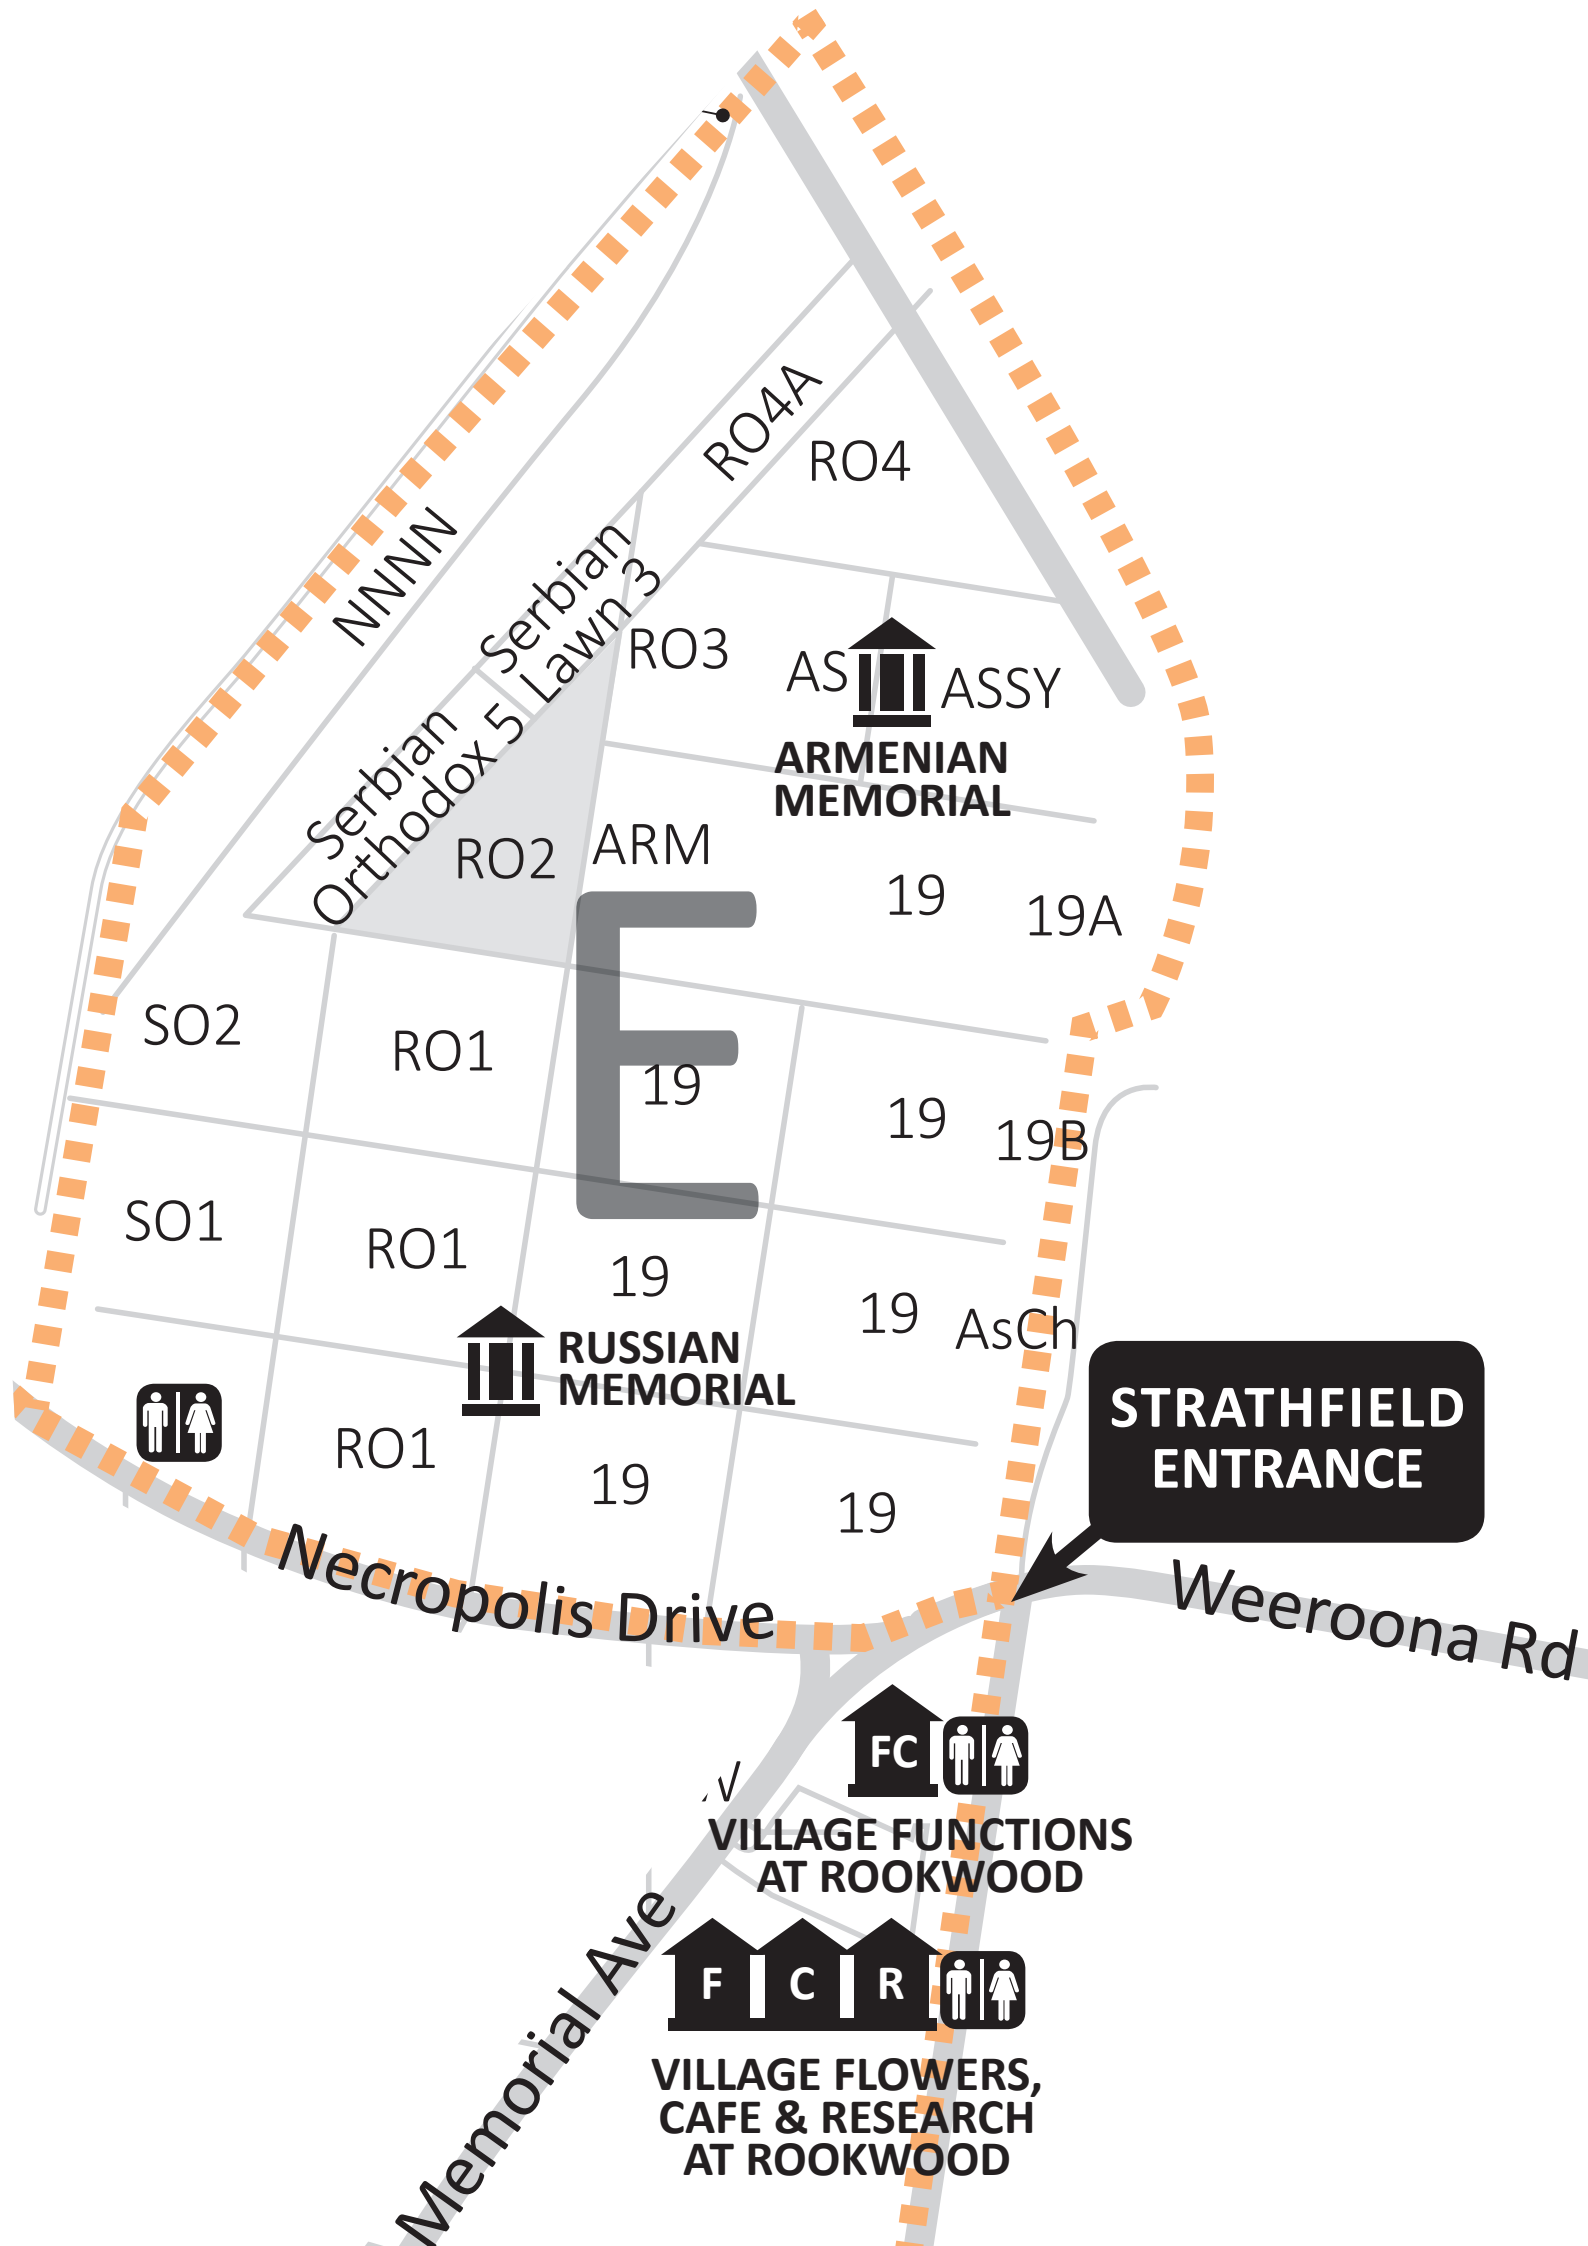 RO4A
RO4
NNNN
Serbian
Lawn 3
RO3
AS
ASSY
ARMENIAN
MEMORIAL
Serbian
Orthodox 5
RO2
ARM
19
19A
E
SO2
RO1
19
19
19B
SO1
RO1
19
19
AsCh
RUSSIAN
MEMORIAL
STRATHFIELD
ENTRANCE
RO1
19
19
Necropolis Drive
Weeroona Rd
FC
VILLAGE FUNCTIONS
AT ROOKWOOD
Memorial Ave
F C R
VILLAGE FLOWERS,
CAFE & RESEARCH
AT ROOKWOOD